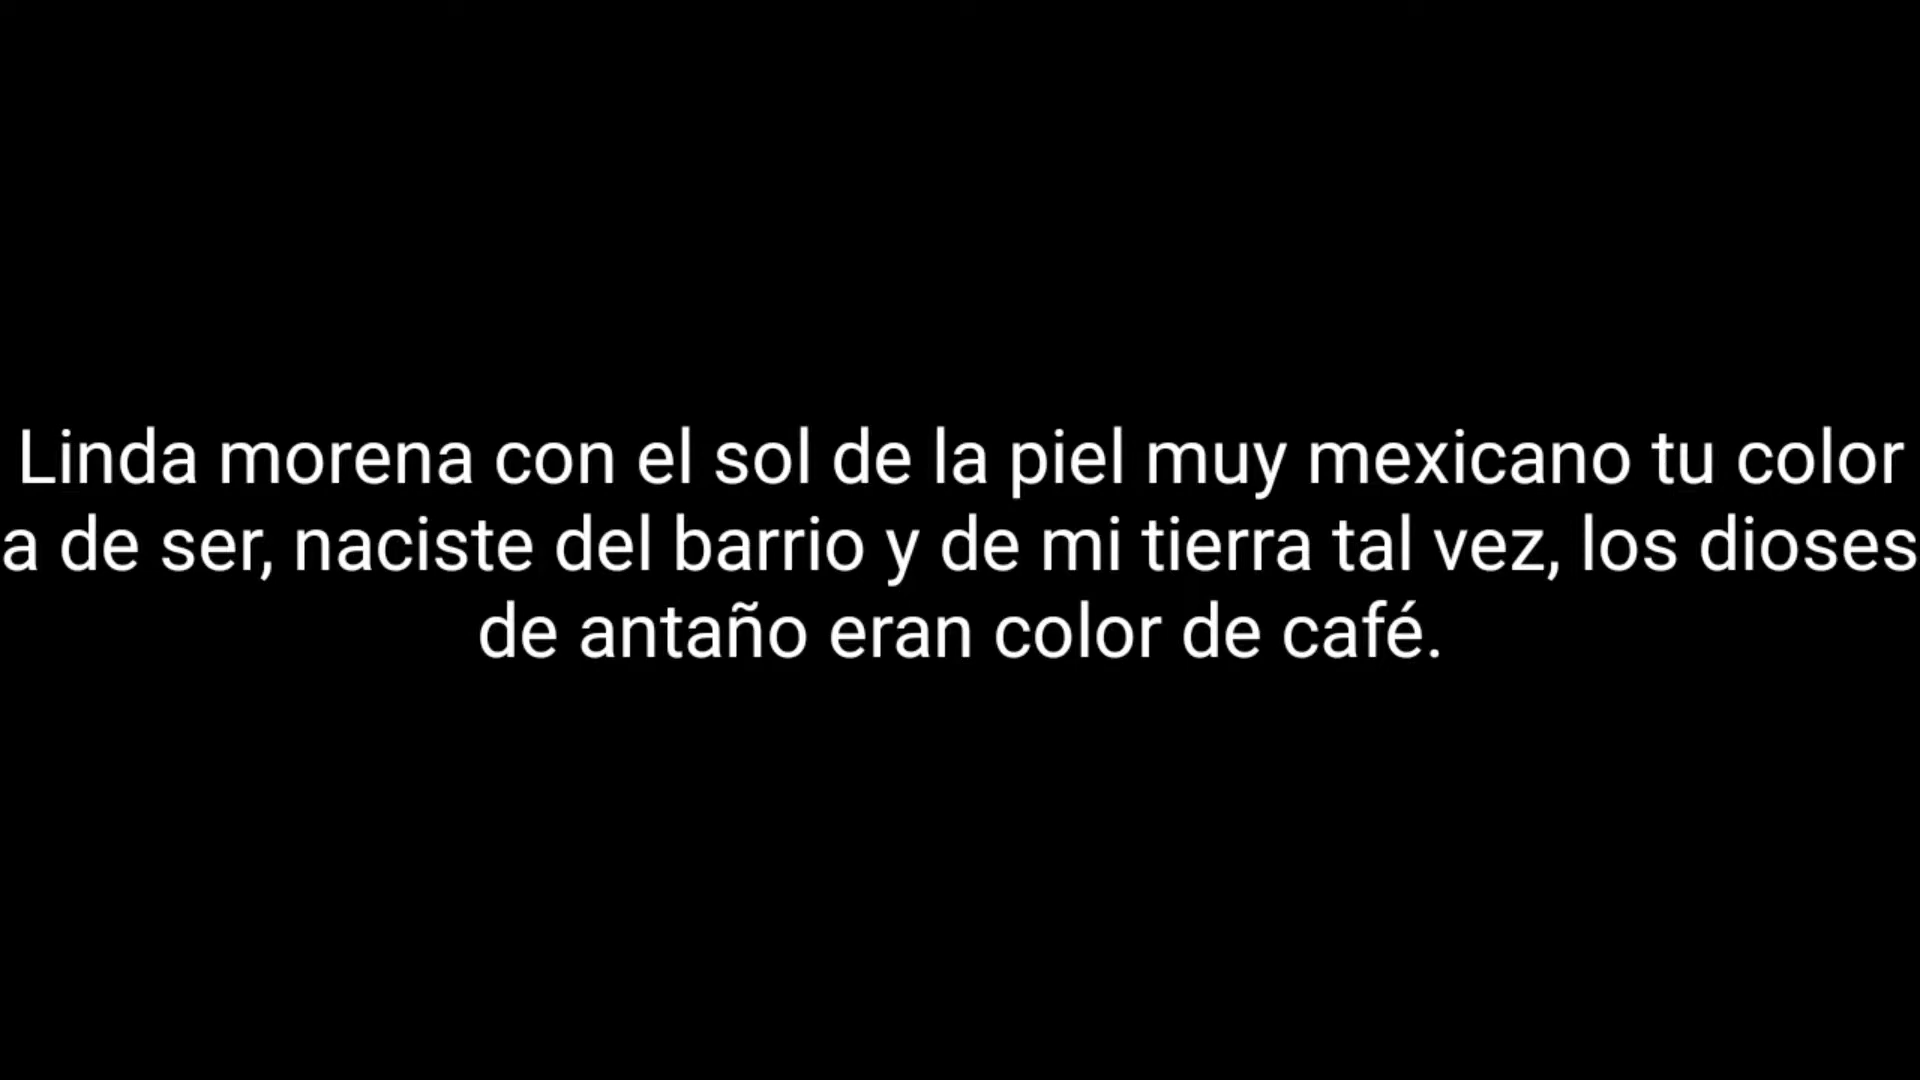 Linda morena con el sol de la piel muy mexicano tu color
a de ser, naciste del barrio y de mi tierra tal vez, los dioses
de antaño eran color de café.